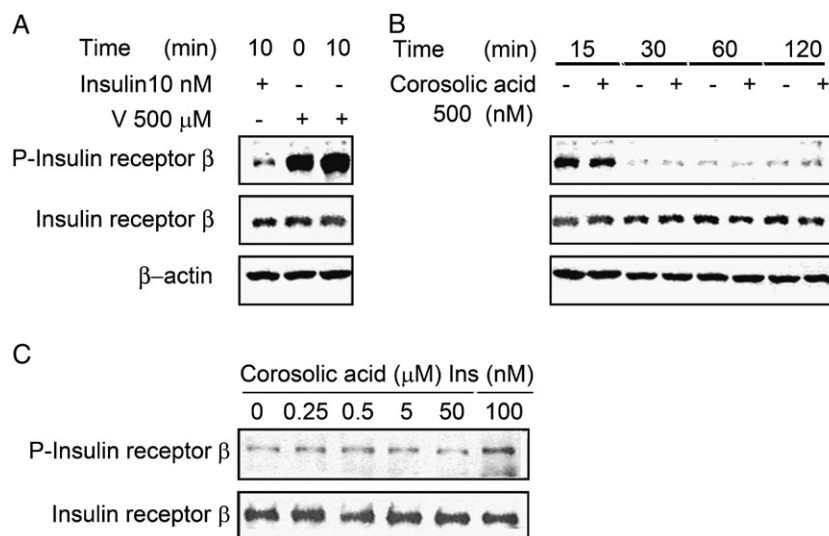 A
Time (min) 10 0 10
Insulin10 nM + - -
V 500 μM - + +
P-Insulin receptor β
Insulin receptor β
β–actin
B
Time (min) 15 30 60 120
Corosolic acid - + - + - + - +
500 (nM)
C
Corosolic acid (μM) Ins (nM)
0 0.25 0.5 5 50 100
P-Insulin receptor β
Insulin receptor β